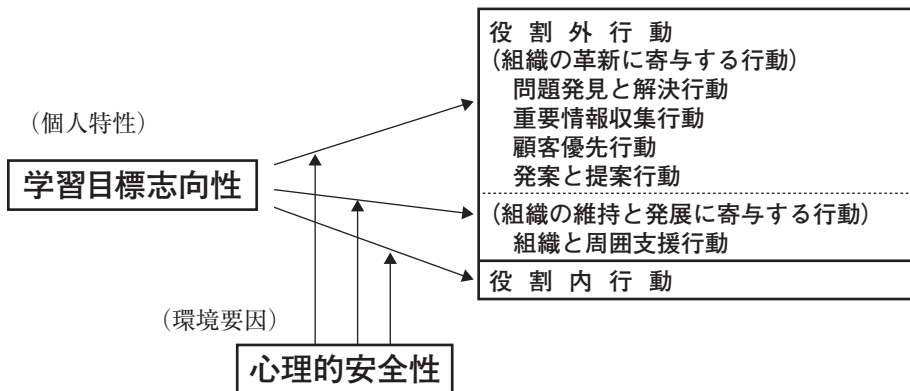 役割外行動
(組織の革新に寄与する行動)
問題発見と解決行動
重要情報収集行動
顧客優先行動
発案と提案行動
(組織の維持と発展に寄与する行動)
組織と周囲支援行動
役割内行動
(個人特性)
学習目標志向性
(環境要因)
心理的安全性